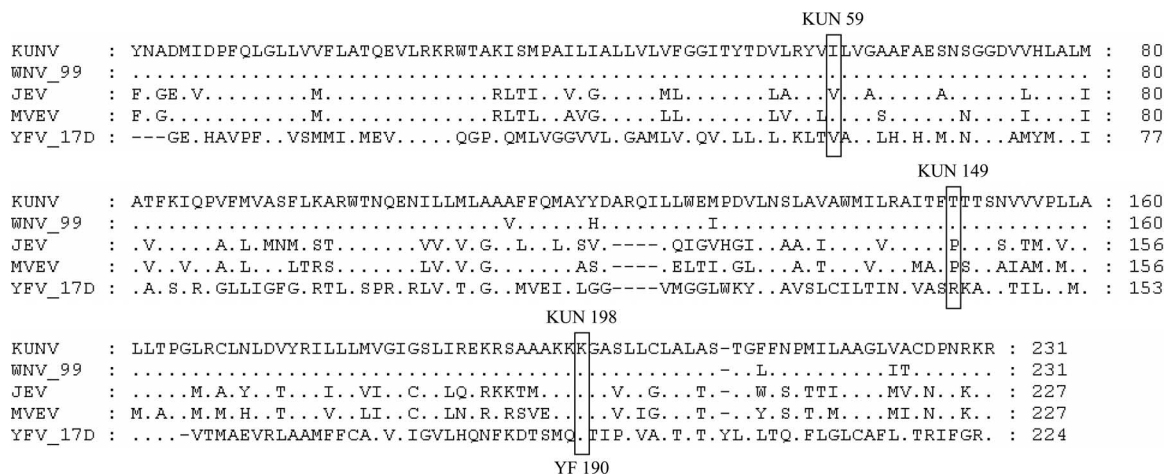 KUN 59
KUNV : YNADMIDPFQLGLLVVFLATQEVLRKRWTAKISMPAILIALLVLVFGGITYTDVLRYVILVGAAFAESNSGGDVVHLALM : 80
WNV_99 : ................................................................................ : 80
JEV : F.GE.V.........M..............RLTI..V.G.....ML........LA...V..A.....A......L....I : 80
MVEV : F.G............M..............RLTL..AVG.....LL........LV..L....S......N....I....I : 80
YFV_17D : ---GE.HAVPF..VSMMI.MEV.....QGP.QMLVGGVVL.GAMLV.QV.LL.L.KLTVA..LH.H.M.N...AMYM..I : 77
KUN 149
KUNV : ATFKIQPVFMVASFLKARWTNQENILLMLAAAFFQMAYYDARQILLWEMPDVLNSLAVAWMILRAITFTTTSNVVVPLLA : 160
WNV_99 : ...............................V......H.........I............................... : 160
JEV : .V.....A.L.MNM.ST.......VV.V.G..L..L.SV.----.QIGVHGI..AA.I....V.....P...S.TM.V.. : 156
MVEV : .V..V..A.L..LTRS.......LV.V.G.......AS.----.ELTI.GL..A.T...V...MA.PS..AIAM.M.. : 156
YFV_17D : .A.S.R.GLLIGFG.RTL.SPR.RLV.T.G..MVEI.LGG----VMGGLWKY..AVSLCILTIN.VASRKA..TIL..M. : 153
KUN 198
KUNV : LLTPGLRCLNLDVYRILLLMVGIGSLIREKRSAAAKKKGASLLCLALAS-TGFFNPMILAAGLVACDPNRKR : 231
WNV_99 : .................................................-..L..........IT....... : 231
JEV : .....M.A.Y..T...I..VI..C..LQ.RKKTM.......V..G...T.-.W.S.TTI....MV.N..K.. : 227
MVEV : M.A..M.M.H..T...V..LI..C..LN.R.RSVE......V.IG...T.-.Y..S.T.M....MI.N..K.. : 227
YFV_17D : ....-VTMAEVRLAAMFFCA.V.IGVLHQNFKDTSMQ.TIP.VA.T.T.YL.LTQ.FLGLCAFL.TRIFGR. : 224
YF 190